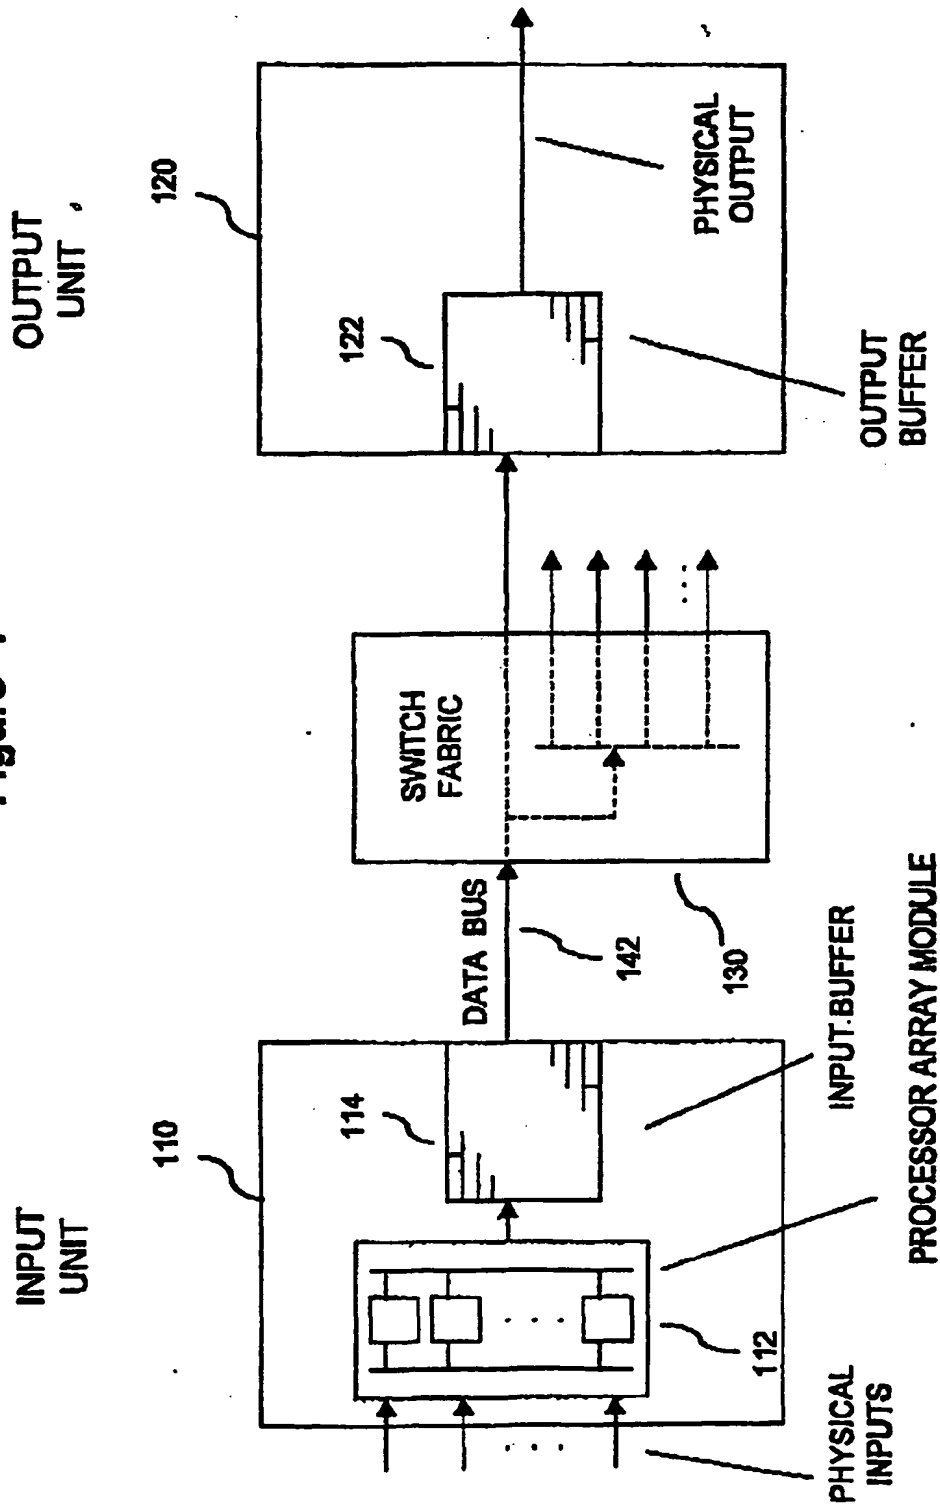 Figure
INPUT
UNIT
OUTPUT
UNIT
110
120
114
122
SWITCH
FABRIC
DATA BUS
142
130
112
PHYSICAL
OUTPUT
PHYSICAL
INPUTS
INPUT BUFFER
PROCESSOR ARRAY MODULE
OUTPUT
BUFFER